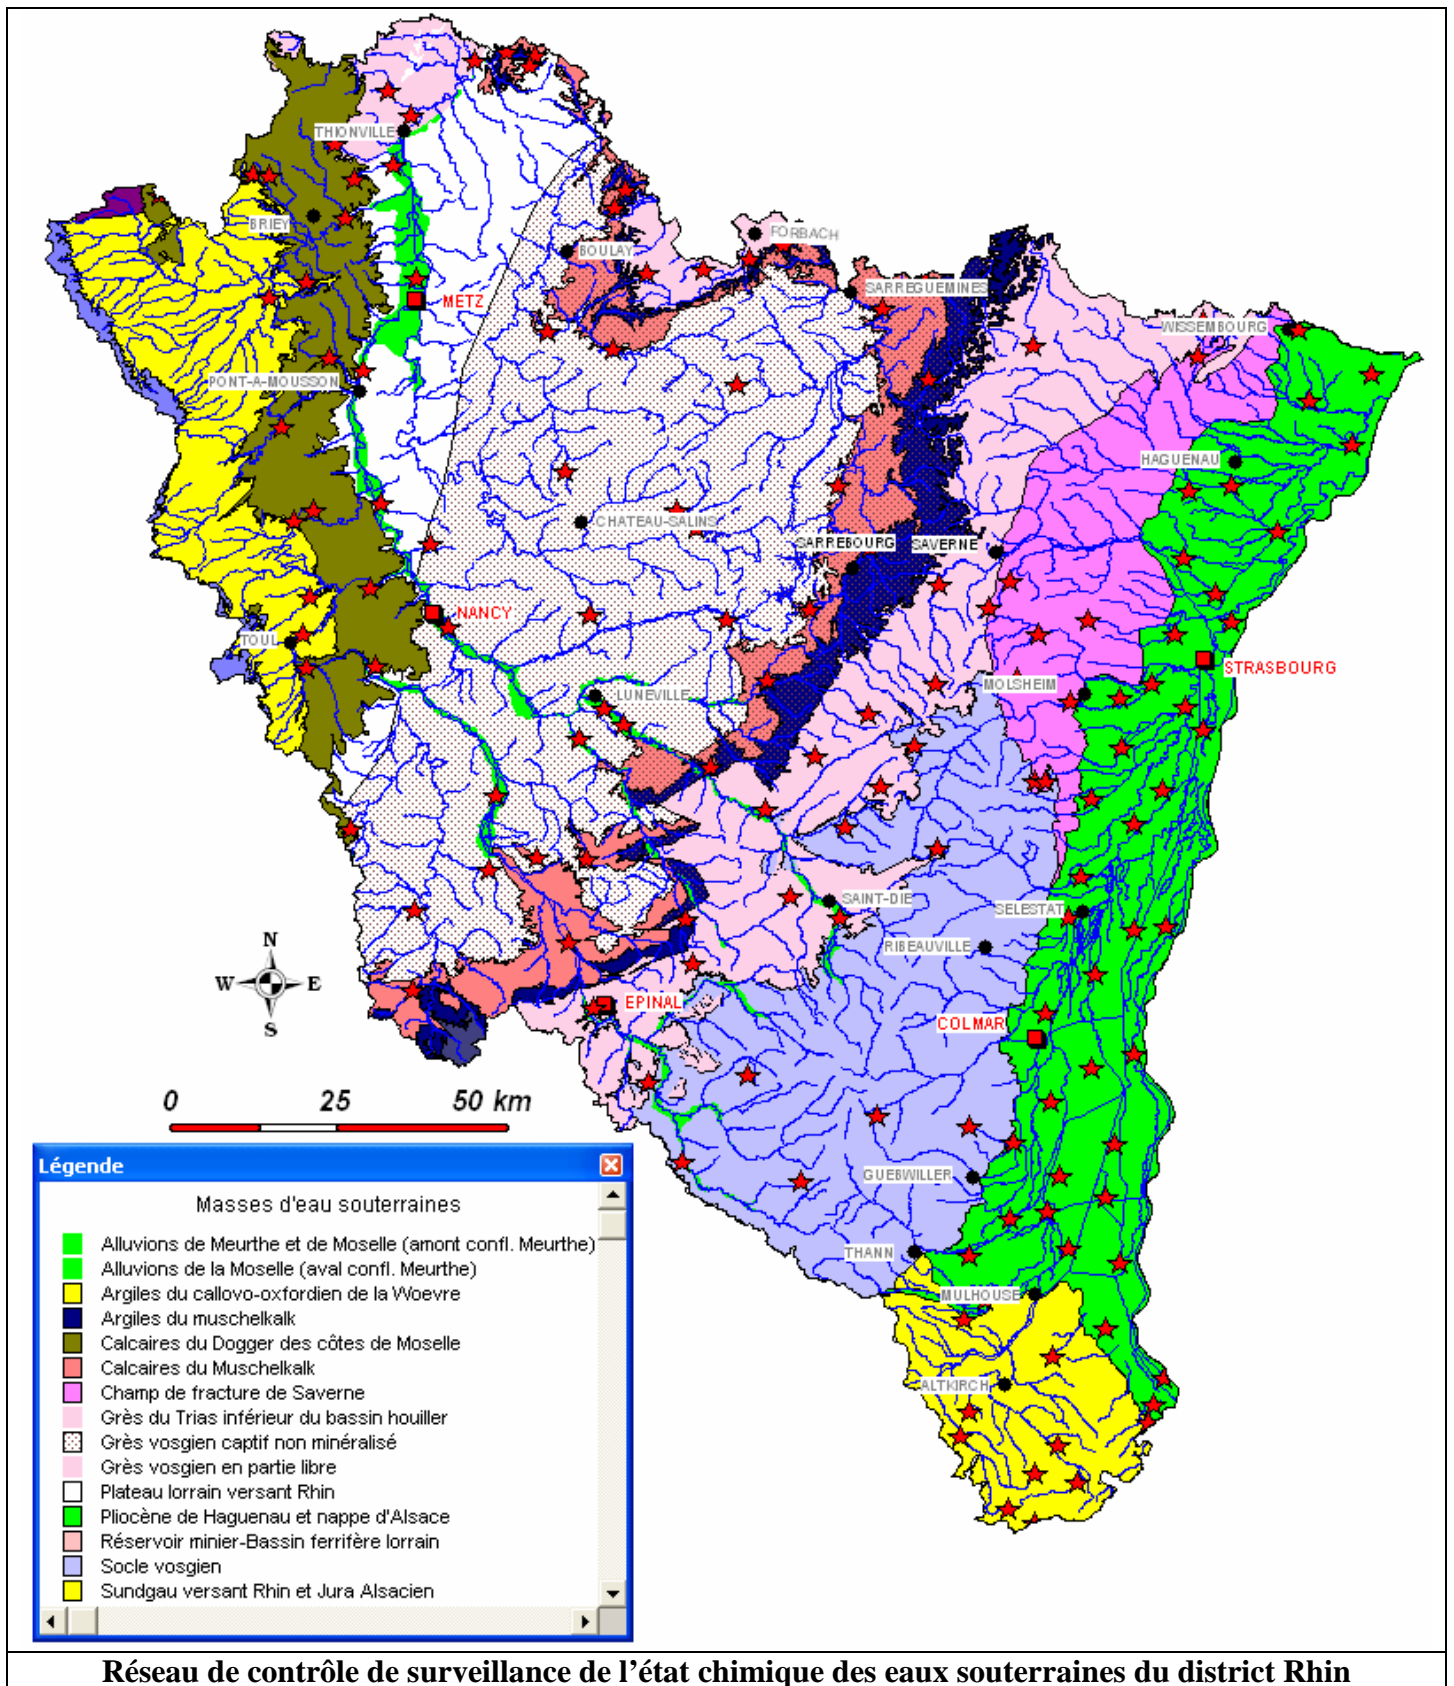 THIONVILLE
BRIEY
FORBACH
BOULAY
METZ
SARREGUEMINES
WISSEMBOURG
PONT-A-MOUSSON
HAGUENAU
CHATEAU-SALINS
SARREBOURG
SAVERNE
NANCY
TOUL
STRASBOURG
LUNEVILLE
MOLSHEIM
SAINT-DIE
SELESTAT
RIBEAUVILLE
N
W
E
S
EPINAL
COLMAR
0 25 50 km
GUEBWILLER
THANN
MULHOUSE
ALTKIRCH
Légende
Masses d'eau souterraines
Alluvions de Meurthe et de Moselle (amont confl. Meurthe)
Alluvions de la Moselle (aval confl. Meurthe)
Argiles du callovo-oxfordien de la Woevre
Argiles du muschelkalk
Calcaires du Dogger des côtes de Moselle
Calcaires du Muschelkalk
Champ de fracture de Saverne
Grès du Trias inférieur du bassin houiller
Grès vosgien captif non minéralisé
Grès vosgien en partie libre
Plateau lorrain versant Rhin
Pliocène de Haguenau et nappe d'Alsace
Réservoir minier-Bassin ferrifère lorrain
Socle vosgien
Sundgau versant Rhin et Jura Alsacien
Réseau de contrôle de surveillance de l’état chimique des eaux souterraines du district Rhin